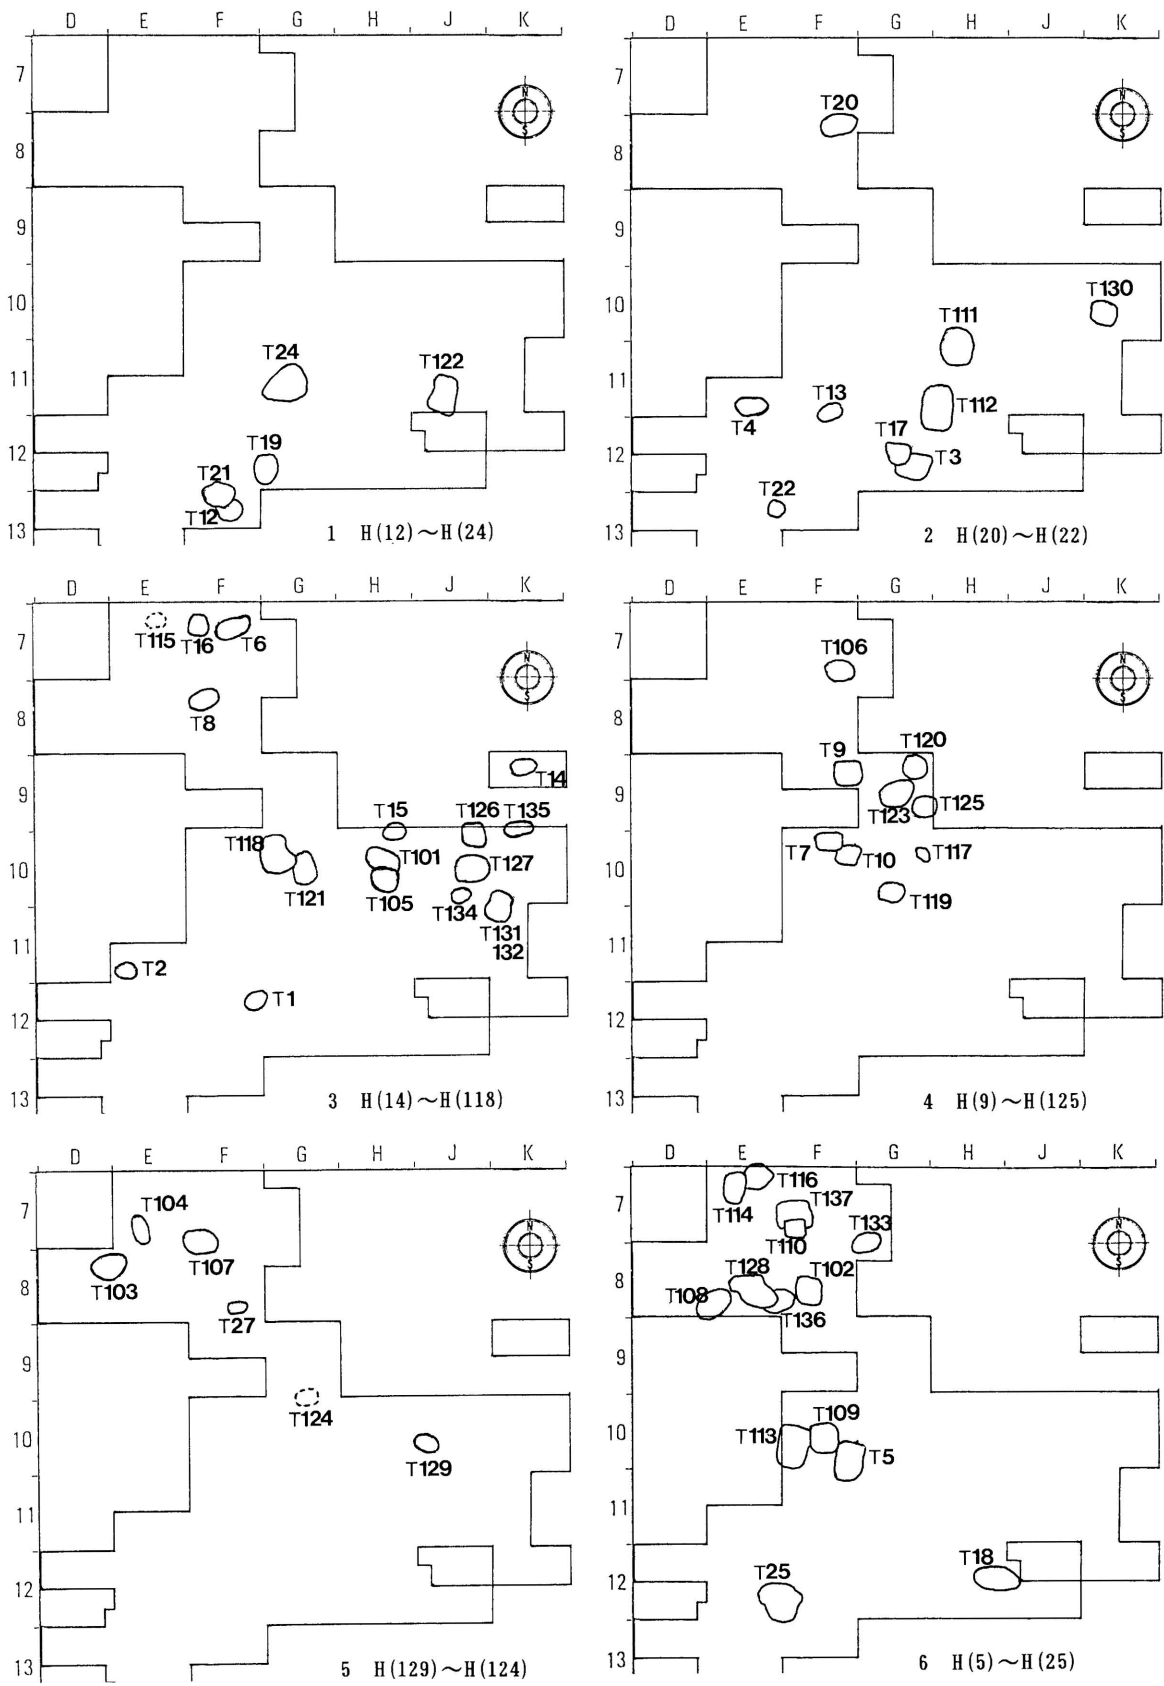 D E F G H J K
7
8
9
10
11
12
13
N
S
T24
T122
T19
T21
T12
1 H(12)～H(24)
D E F G H J K
7
8
9
10
11
12
13
N
S
T20
T130
T111
T13
T4
T112
T17
T3
T22
2 H(20)～H(22)
D E F G H J K
7
8
9
10
11
12
13
N
S
T115
T16
T6
T8
T14
T15
T126
T135
T118
T101
T127
T121
T105
T134
T131
132
T2
T1
3 H(14)～H(118)
D E F G H J K
7
8
9
10
11
12
13
N
S
T106
T9
T120
T123
T125
T7
T10
T117
T119
4 H(9)～H(125)
D E F G H J K
7
8
9
10
11
12
13
N
S
T104
T107
T103
T27
T124
T129
5 H(129)～H(124)
D E F G H J K
7
8
9
10
11
12
13
N
S
T116
T114
T137
T133
T110
T128
T102
T108
T136
T109
T113
T5
T18
T25
6 H(5)～H(25)